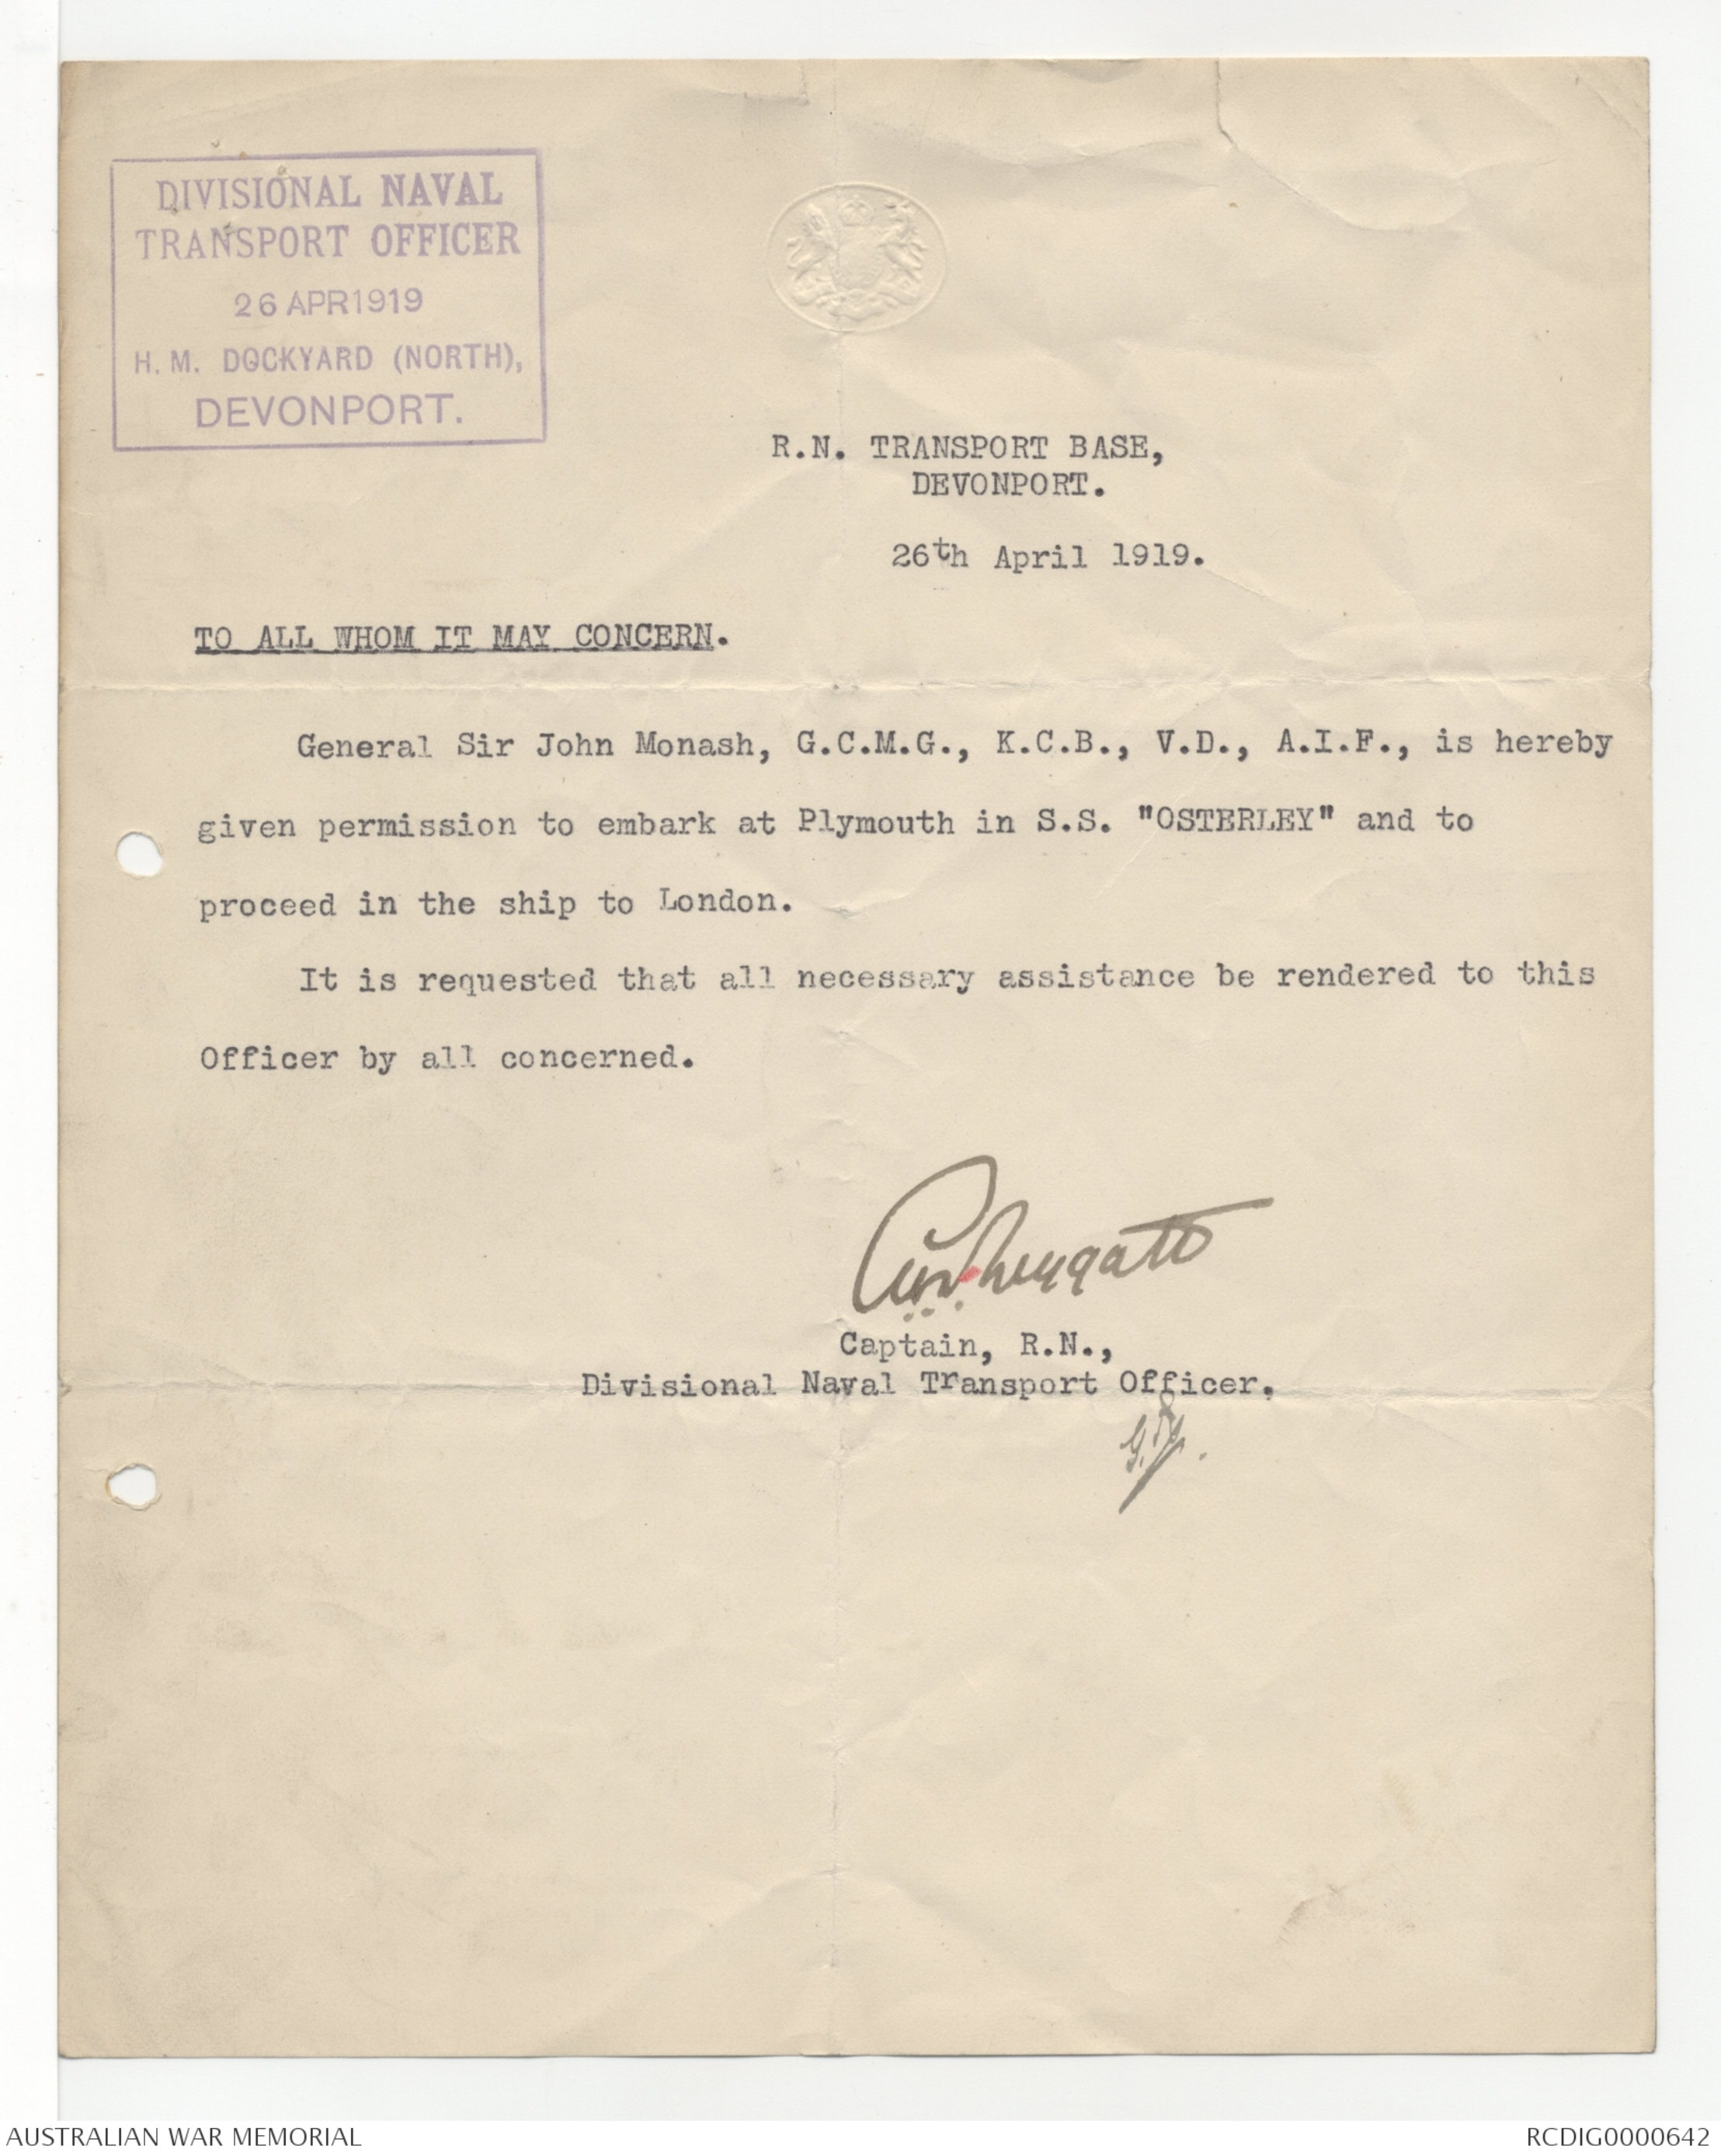 DIVISIONAL NAVAL
TRANSPORT OFFICER
26 APR 1919
H. M. DOCKYARD (NORTH),
DEVONPORT.
R.N. TRANSPORT BASE,
DEVONPORT.
26th April 1919.
TO ALL WHOM IT MAY CONCERN.
General Sir John Monash, G.C.M.G., K.C.B., V.D., A.I.F., is hereby
given permission to embark at Plymouth in S.S. "OSTERLEY" and to
proceed in the ship to London.
It is requested that all necessary assistance be rendered to this
Officer by all concerned.
Captain, R.N.,
Divisional Naval Transport Officer.
AUSTRALIAN WAR MEMORIAL
RCDIG0000642